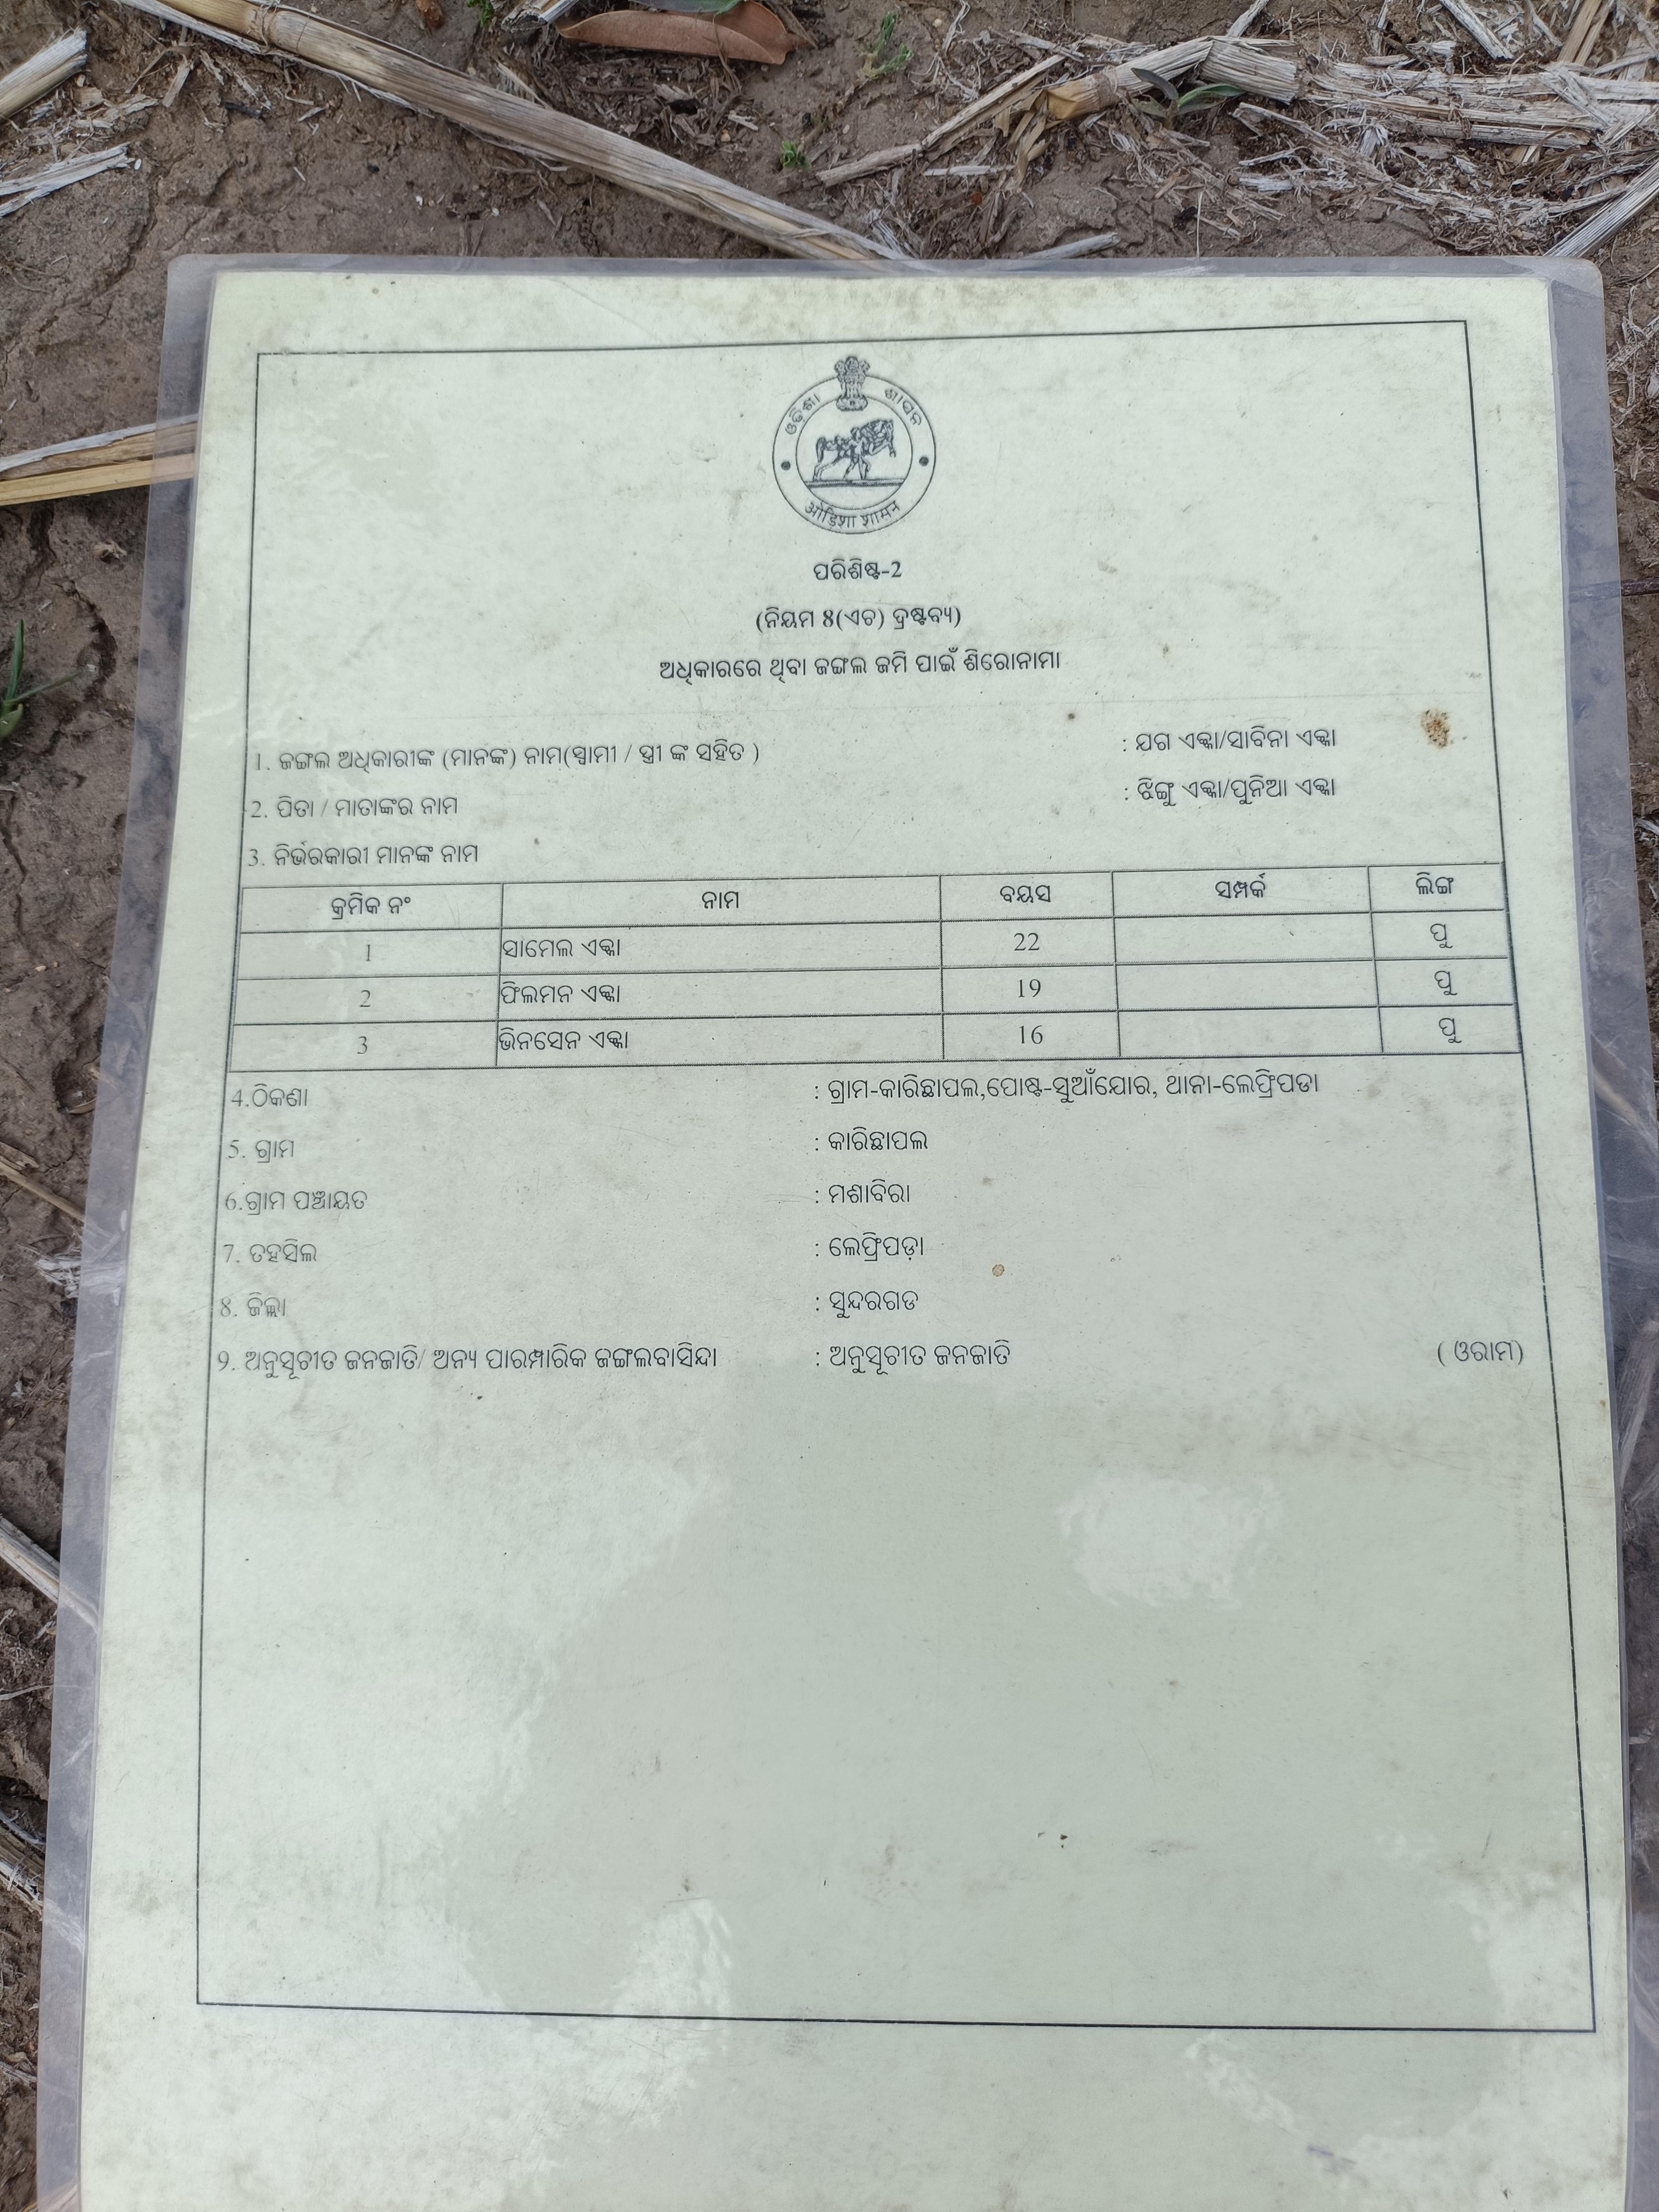 ଓଡ଼ିଶା ଶାସନ
ओडिशा शासन
ପରିଶିଷ୍ଟ-2
(ନିୟମ 8(ଏଚ) ଦ୍ରଷ୍ଟବ୍ୟ)
ଅଧିକାରରେ ଥିବା ଜଙ୍ଗଲ ଜମି ପାଇଁ ଶିରୋନାମା
1. ଜଙ୍ଗଲ ଅଧିକାରୀଙ୍କ (ମାନଙ୍କ) ନାମ(ସ୍ଵାମୀ / ସ୍ତ୍ରୀ ଙ୍କ ସହିତ ) : ଯଗ ଏକ୍କା/ସାବିନା ଏକ୍କା
2. ପିତା / ମାତାଙ୍କର ନାମ : ଝିଙ୍ଗୁ ଏକ୍କା/ପୁନିଆ ଏକ୍କା
3. ନିର୍ଭରକାରୀ ମାନଙ୍କ ନାମ
କ୍ରମିକ ନଂ ନାମ ବୟସ ସମ୍ପର୍କ ଲିଙ୍ଗ
1 ସାମେଲ ଏକ୍କା 22 ପୁ
2 ଫିଲମନ ଏକ୍କା 19 ପୁ
3 ଭିନସେନ ଏକ୍କା 16 ପୁ
4.ଠିକଣା : ଗ୍ରାମ-କାରିଛାପଲ,ପୋଷ୍ଟ-ସୁଆଁଯୋର, ଥାନା-ଲେଫ୍ରିପଡା
5. ଗ୍ରାମ : କାରିଛାପଲ
6.ଗ୍ରାମ ପଞ୍ଚାୟତ : ମଶାବିରା
7. ତହସିଲ : ଲେଫ୍ରିପଡ଼ା
8. ଜିଲ୍ଲା : ସୁନ୍ଦରଗଡ
9. ଅନୁସୂଚୀତ ଜନଜାତି/ ଅନ୍ୟ ପାରମ୍ପାରିକ ଜଙ୍ଗଲବାସିନ୍ଦା : ଅନୁସୂଚୀତ ଜନଜାତି ( ଓରାମ)